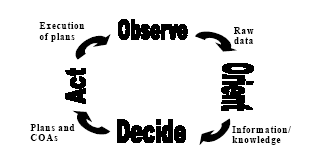 Execution
of plans
Observe
Raw
data
Act
Orient
Plans and
COAs
Decide
Information/
knowledge